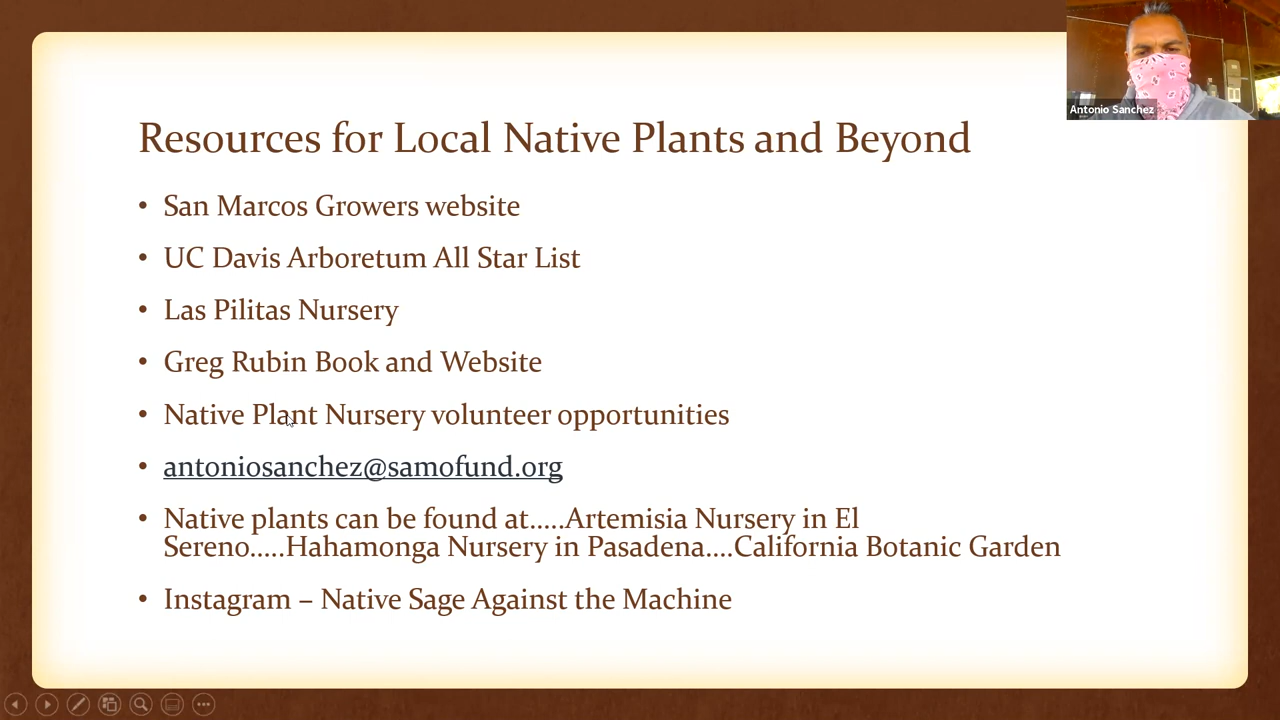 Antonio Sanchez
Resources for Local Native Plants and Beyond
• San Marcos Growers website
• UC Davis Arboretum All Star List
• Las Pilitas Nursery
• Greg Rubin Book and Website
• Native Plant Nursery volunteer opportunities
• antoniosanchez@samofund.org
• Native plants can be found at.....Artemisia Nursery in El
Sereno.....Hahamonga Nursery in Pasadena....California Botanic Garden
• Instagram – Native Sage Against the Machine